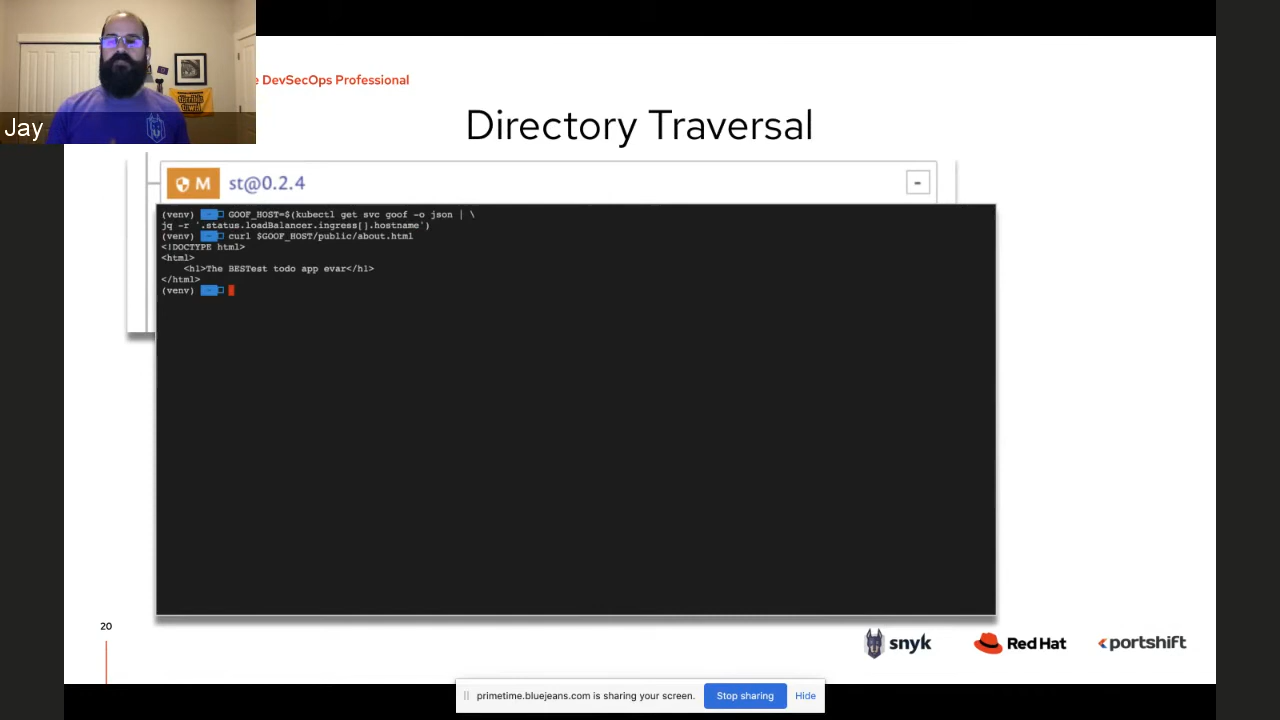 Jay
e DevSecOps Professional
Directory Traversal
M st@0.2.4 -
(venv) ~ GOOF_HOST=$(kubectl get svc goof -o json | \
jq -r '.status.loadBalancer.ingress[].hostname')
(venv) ~ curl $GOOF_HOST/public/about.html
<!DOCTYPE html>
<html>
<h1>The BESTest todo app evar</h1>
</html>
(venv) ~
20
snyk
Red Hat
portshift
primetime.bluejeans.com is sharing your screen. Stop sharing Hide